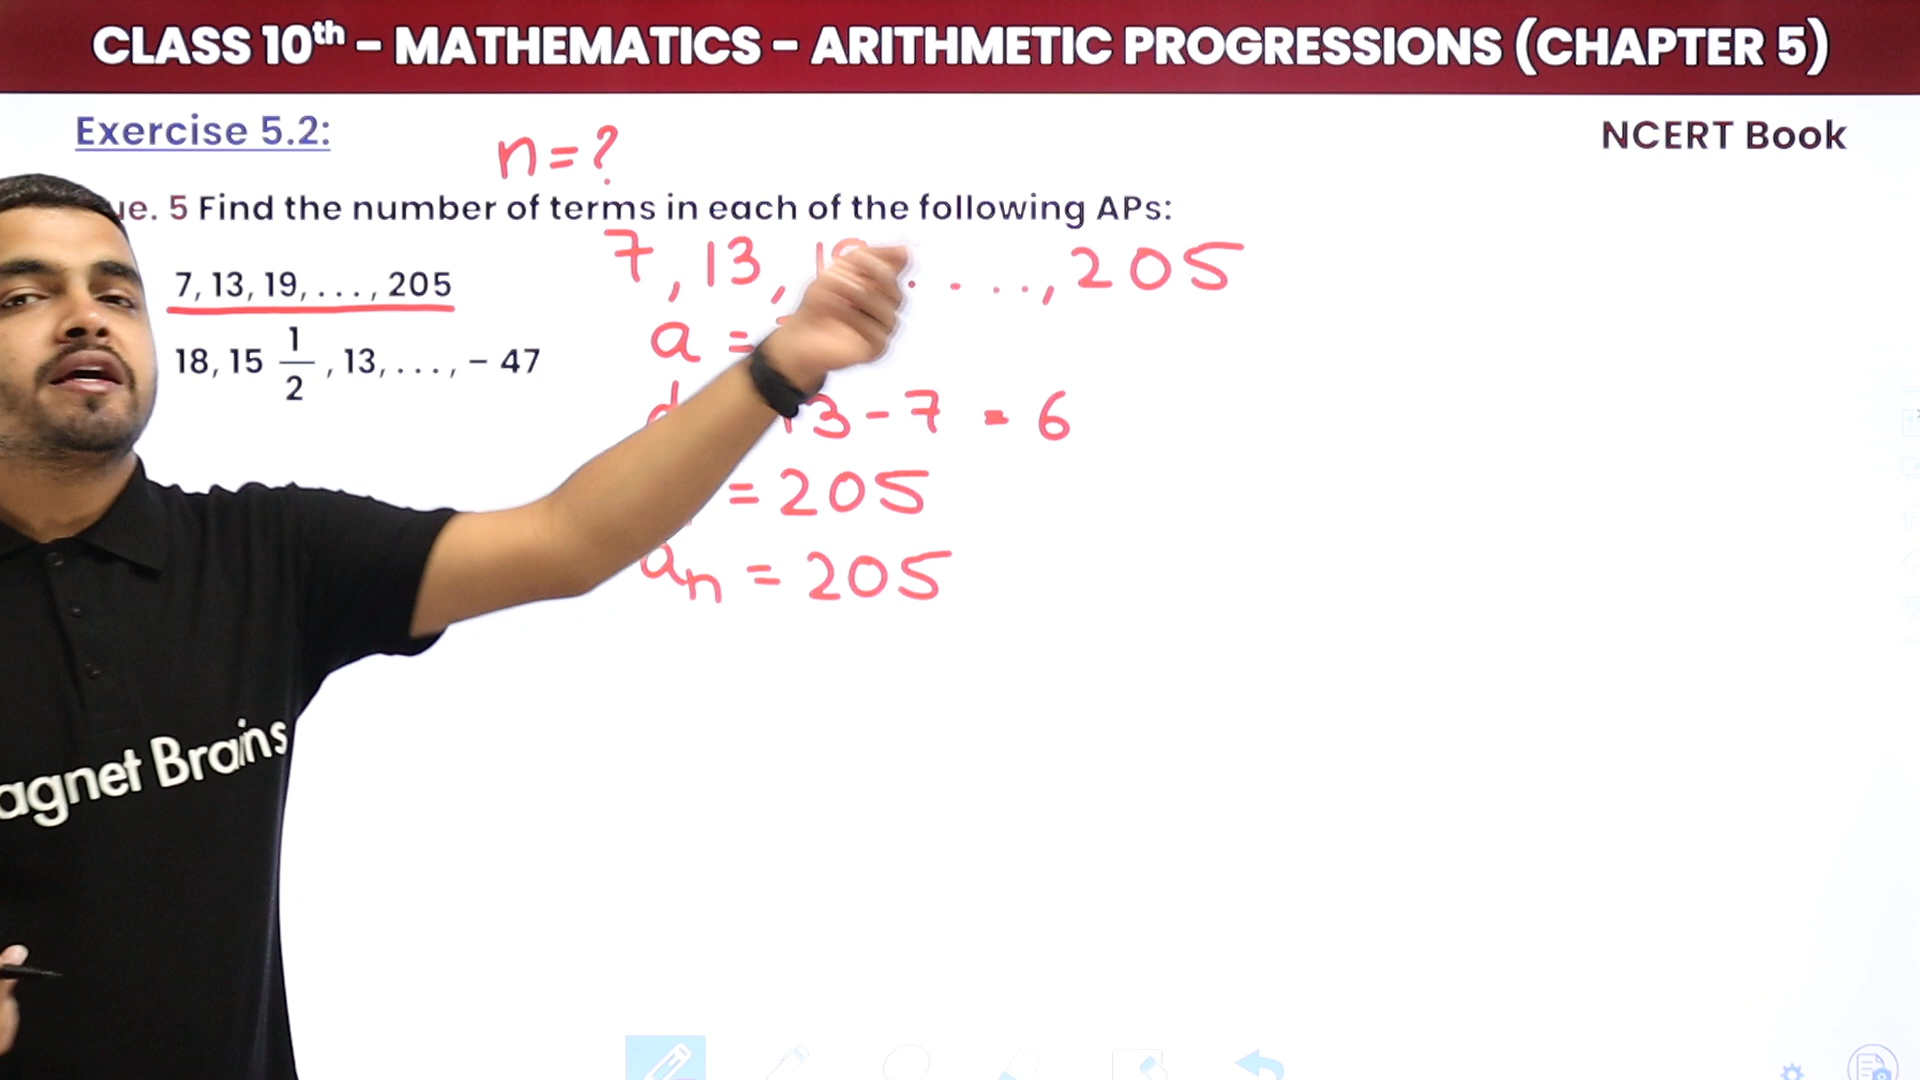 CLASS 10th – MATHEMATICS – ARITHMETIC PROGRESSIONS (CHAPTER 5)
Exercise 5.2:
NCERT Book
n = ?
5 Find the number of terms in each of the following APs:
7, 13, 19, . . . , 205
18, 15 1/2 , 13, . . . , – 47
7, 13, . . . . , 205
a =
13 – 7 = 6
= 205
an = 205
agnet Brains